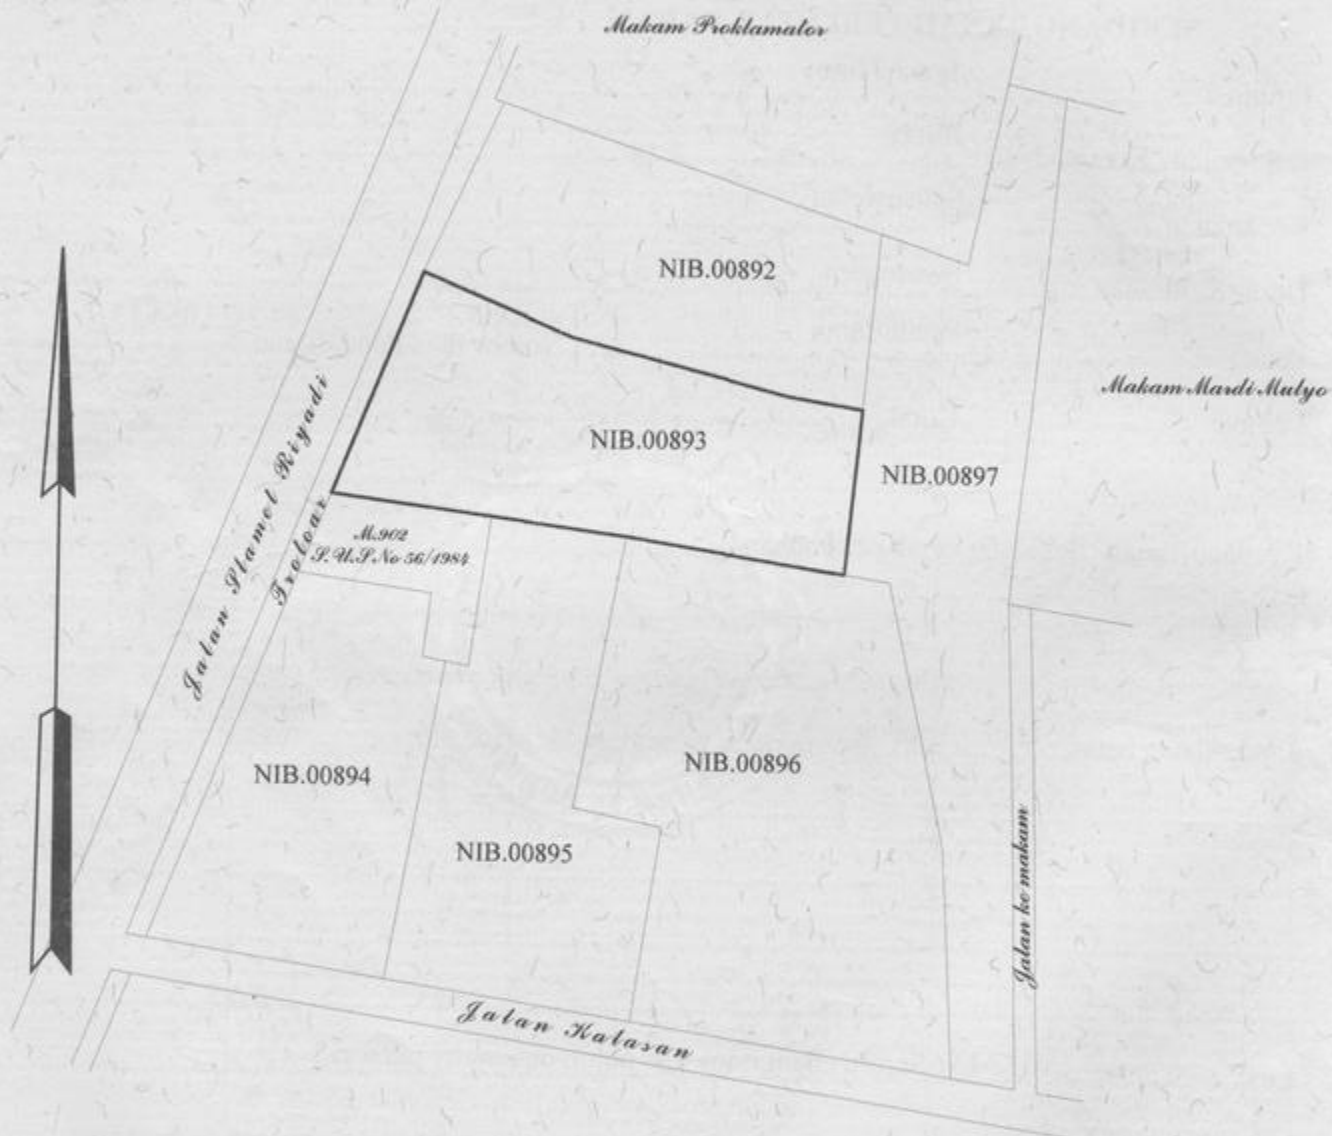 Makam Proklamator
NIB.00892
Makam Mardi Mulyo
NIB.00893
NIB.00897
Jalan Slamet Riyadi
Trotoar
M.902
S.U.S No 56/1984
NIB.00894
NIB.00896
NIB.00895
Jalan ke makam
Jalan Kalasan